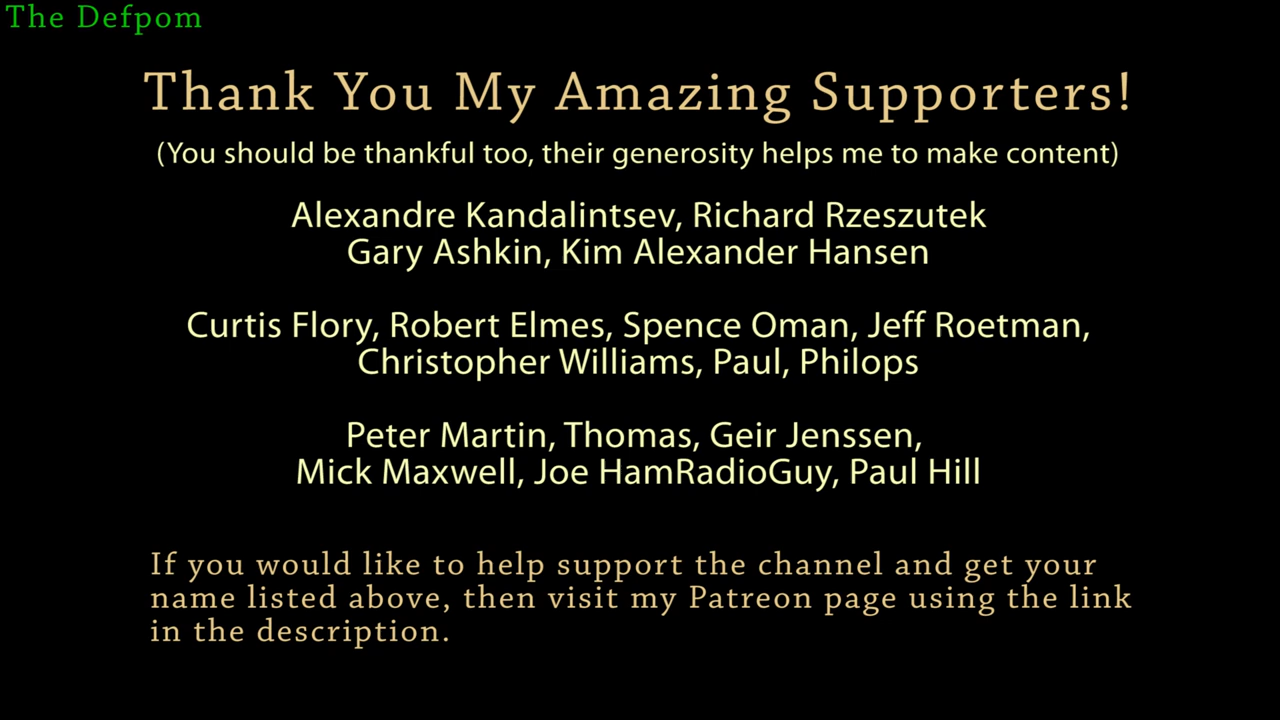 The Defpom
Thank You My Amazing Supporters!
(You should be thankful too, their generosity helps me to make content)
Alexandre Kandalintsev, Richard Rzeszutek
Gary Ashkin, Kim Alexander Hansen
Curtis Flory, Robert Elmes, Spence Oman, Jeff Roetman,
Christopher Williams, Paul, Philops
Peter Martin, Thomas, Geir Jenssen,
Mick Maxwell, Joe HamRadioGuy, Paul Hill
If you would like to help support the channel and get your
name listed above, then visit my Patreon page using the link
in the description.